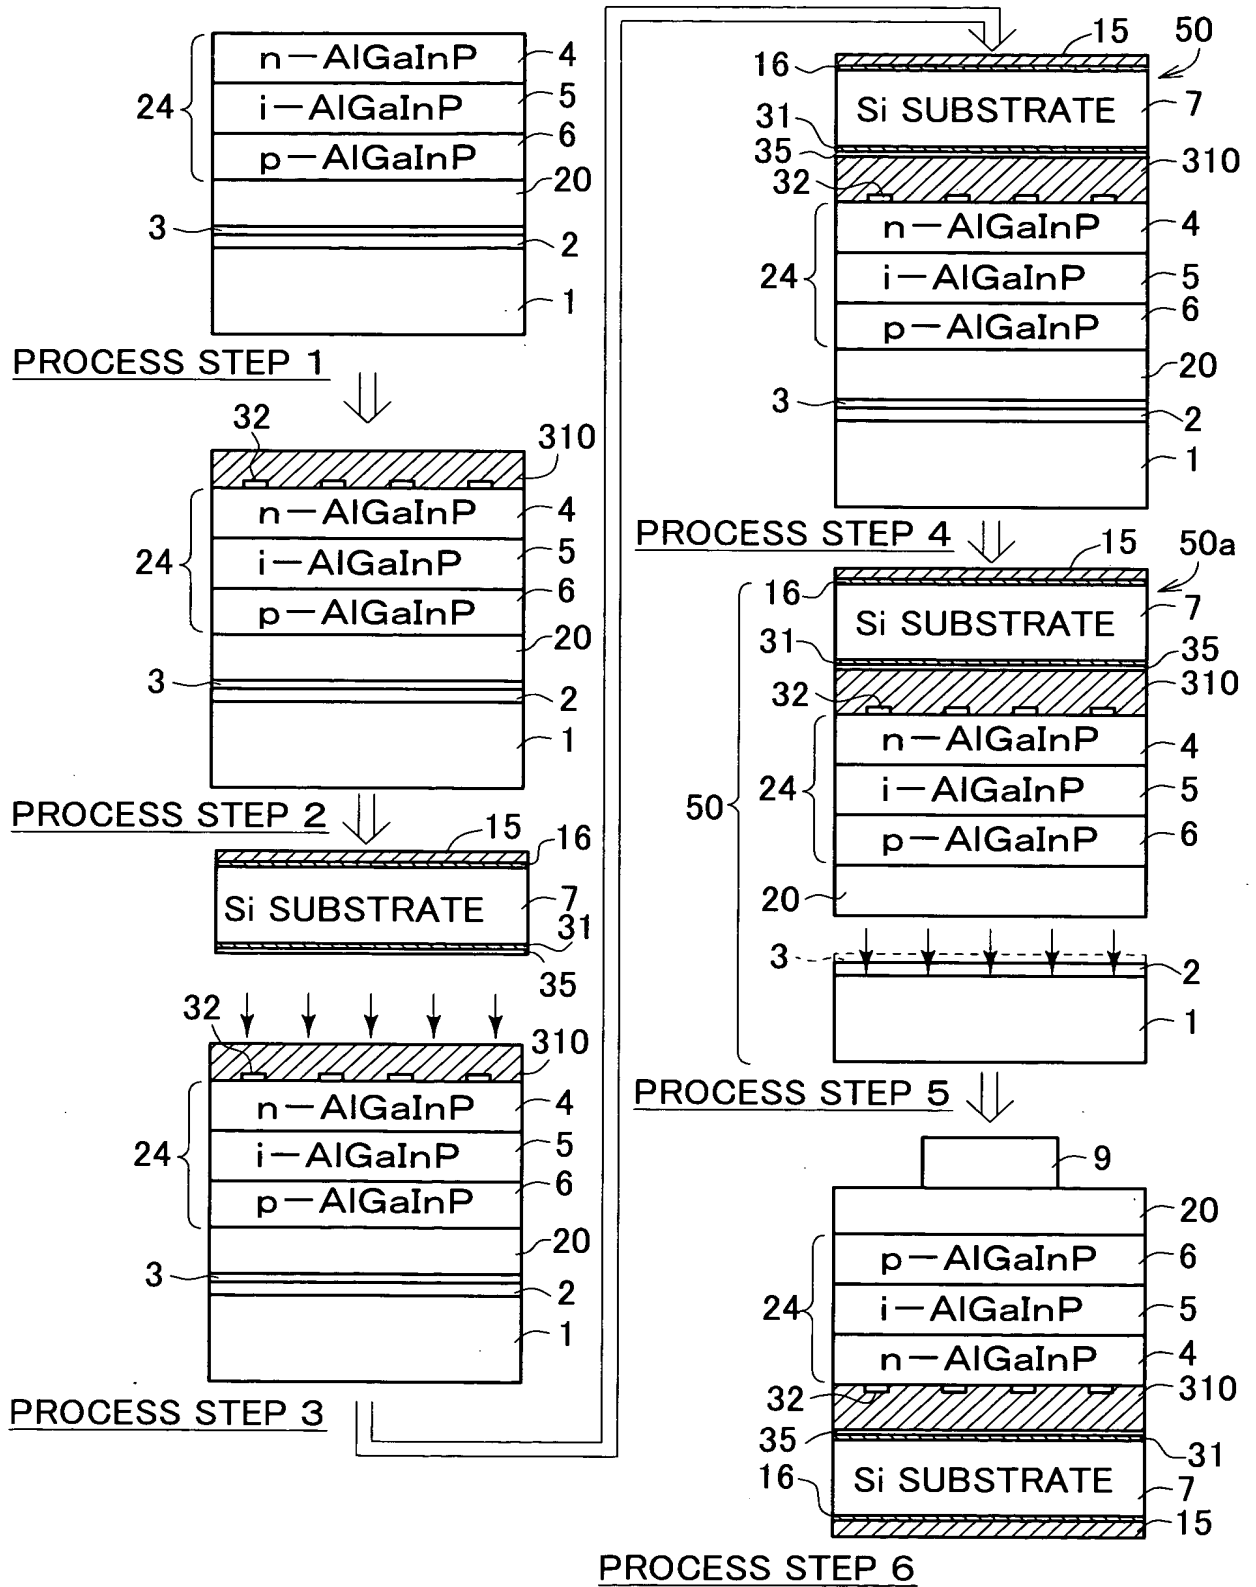 24
n-AlGaInP
4
i-AlGaInP
5
p-AlGaInP
6
20
3
2
1
PROCESS STEP 1
32
310
24
n-AlGaInP
4
i-AlGaInP
5
p-AlGaInP
6
20
3
2
1
PROCESS STEP 2
15
16
Si SUBSTRATE
7
31
35
32
310
24
n-AlGaInP
4
i-AlGaInP
5
p-AlGaInP
6
20
3
2
1
PROCESS STEP 3
15
50
16
Si SUBSTRATE
7
31
35
310
32
n-AlGaInP
4
24
i-AlGaInP
5
p-AlGaInP
6
20
3
2
1
PROCESS STEP 4
15
50a
16
Si SUBSTRATE
7
31
35
310
32
n-AlGaInP
4
50
24
i-AlGaInP
5
p-AlGaInP
6
20
3
2
1
PROCESS STEP 5
9
20
p-AlGaInP
6
24
i-AlGaInP
5
n-AlGaInP
4
32
310
35
31
Si SUBSTRATE
7
16
15
PROCESS STEP 6